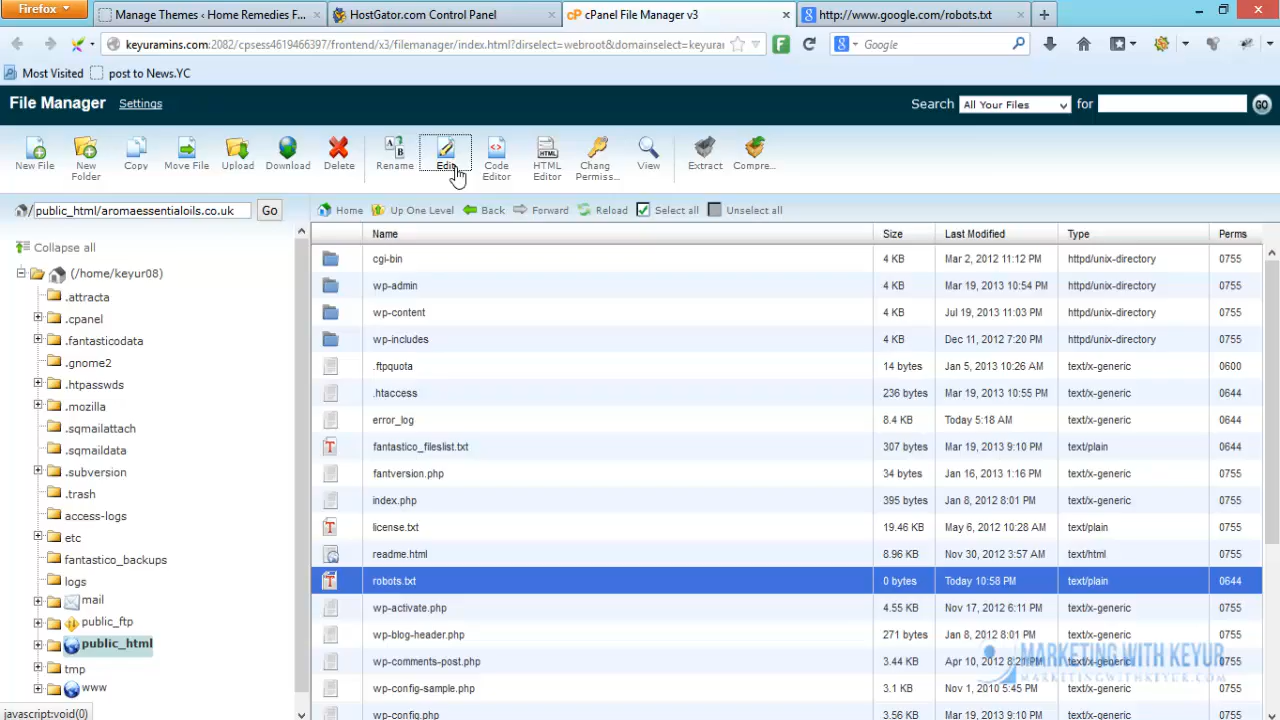 Firefox
Manage Themes ‹ Home Remedies F...
HostGator.com Control Panel
cPanel File Manager v3
http://www.google.com/robots.txt
keyuramins.com:2082/cpsess4619466397/frontend/x3/filemanager/index.html?dirselect=webroot&domainselect=keyurar
Google
Most Visited
post to News.YC
File Manager
Settings
Search
All Your Files
for
GO
New File
New Folder
Copy
Move File
Upload
Download
Delete
Rename
Edit
Code Editor
HTML Editor
Chang Permiss...
View
Extract
Compre...
/ public_html/aromaessentialoils.co.uk
Go
Home
Up One Level
Back
Forward
Reload
Select all
Unselect all
Collapse all
(/home/keyur08)
.attracta
.cpanel
.fantasticodata
.gnome2
.htpasswds
.mozilla
.sqmailattach
.sqmaildata
.subversion
.trash
access-logs
etc
fantastico_backups
logs
mail
public_ftp
public_html
tmp
www
Name Size Last Modified Type Perms
cgi-bin 4 KB Mar 2, 2012 11:12 PM httpd/unix-directory 0755
wp-admin 4 KB Mar 19, 2013 10:54 PM httpd/unix-directory 0755
wp-content 4 KB Jul 19, 2013 11:03 PM httpd/unix-directory 0755
wp-includes 4 KB Dec 11, 2012 7:20 PM httpd/unix-directory 0755
.ftpquota 14 bytes Jan 5, 2013 10:26 AM text/x-generic 0600
.htaccess 236 bytes Mar 19, 2013 10:55 PM text/x-generic 0644
error_log 8.4 KB Today 5:18 AM text/x-generic 0644
fantastico_fileslist.txt 307 bytes Mar 19, 2013 9:10 PM text/plain 0644
fantversion.php 34 bytes Jan 16, 2013 1:16 PM text/x-generic 0755
index.php 395 bytes Jan 8, 2012 8:01 PM text/x-generic 0755
license.txt 19.46 KB May 6, 2012 10:28 AM text/plain 0755
readme.html 8.96 KB Nov 30, 2012 3:57 AM text/html 0755
robots.txt 0 bytes Today 10:58 PM text/plain 0644
wp-activate.php 4.55 KB Nov 17, 2012 6:11 PM text/x-generic 0755
wp-blog-header.php 271 bytes Jan 8, 2012 8:01 PM text/x-generic 0755
wp-comments-post.php 3.44 KB Apr 10, 2012 8:21 PM text/x-generic 0755
wp-config-sample.php 3.1 KB Nov 1, 2010 5:45 PM text/x-generic 0755
wp-config.php 3.56 KB Mar 19, 2013 9:10 PM text/x-generic 0755
MARKETING WITH KEYUR
MARKETINGWITHKEYUR.COM
javascript:void(0)